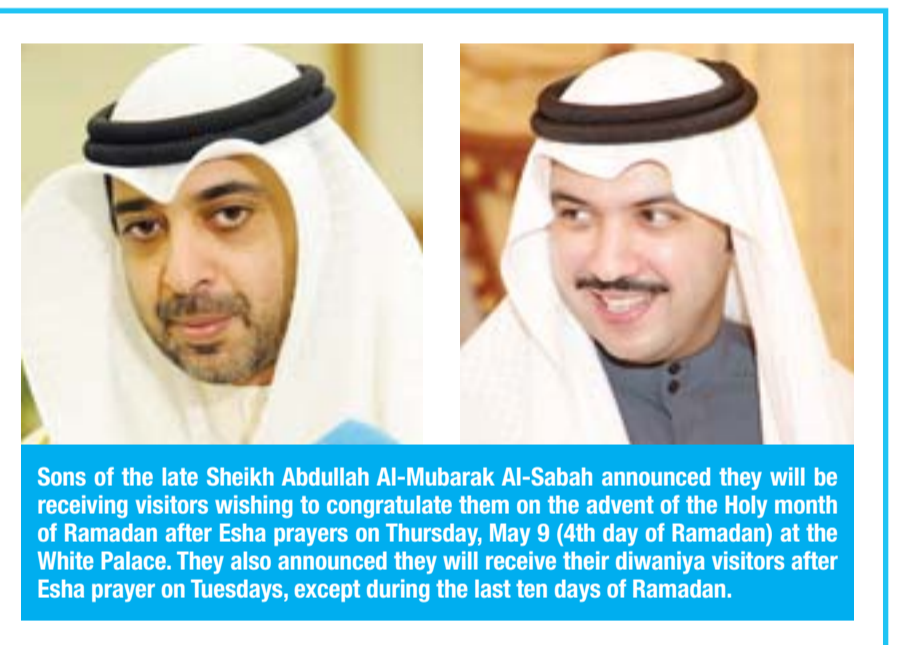 Sons of the late Sheikh Abdullah Al-Mubarak Al-Sabah announced they will be
receiving visitors wishing to congratulate them on the advent of the Holy month
of Ramadan after Esha prayers on Thursday, May 9 (4th day of Ramadan) at the
White Palace. They also announced they will receive their diwaniya visitors after
Esha prayer on Tuesdays, except during the last ten days of Ramadan.